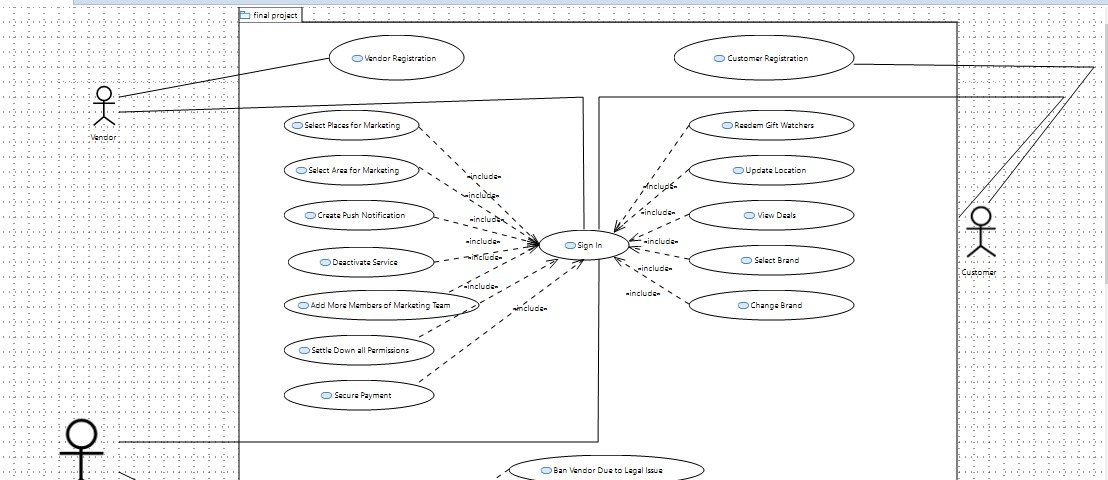 final project
Vendor Registration
Customer Registration
Vendor
Select Places for Marketing
Reedem Gift Watchers
«include»
Select Area for Marketing
Update Location
«include»
«include»
Create Push Notification
View Deals
«include»
«include»
Sign In
«include»
«include»
Deactivate Service
Select Brand
«include»
«include»
Customer
«include»
«include»
Add More Members of Marketing Team
Change Brand
«include»
Settle Down all Permissions
Secure Payment
Ban Vendor Due to Legal Issue